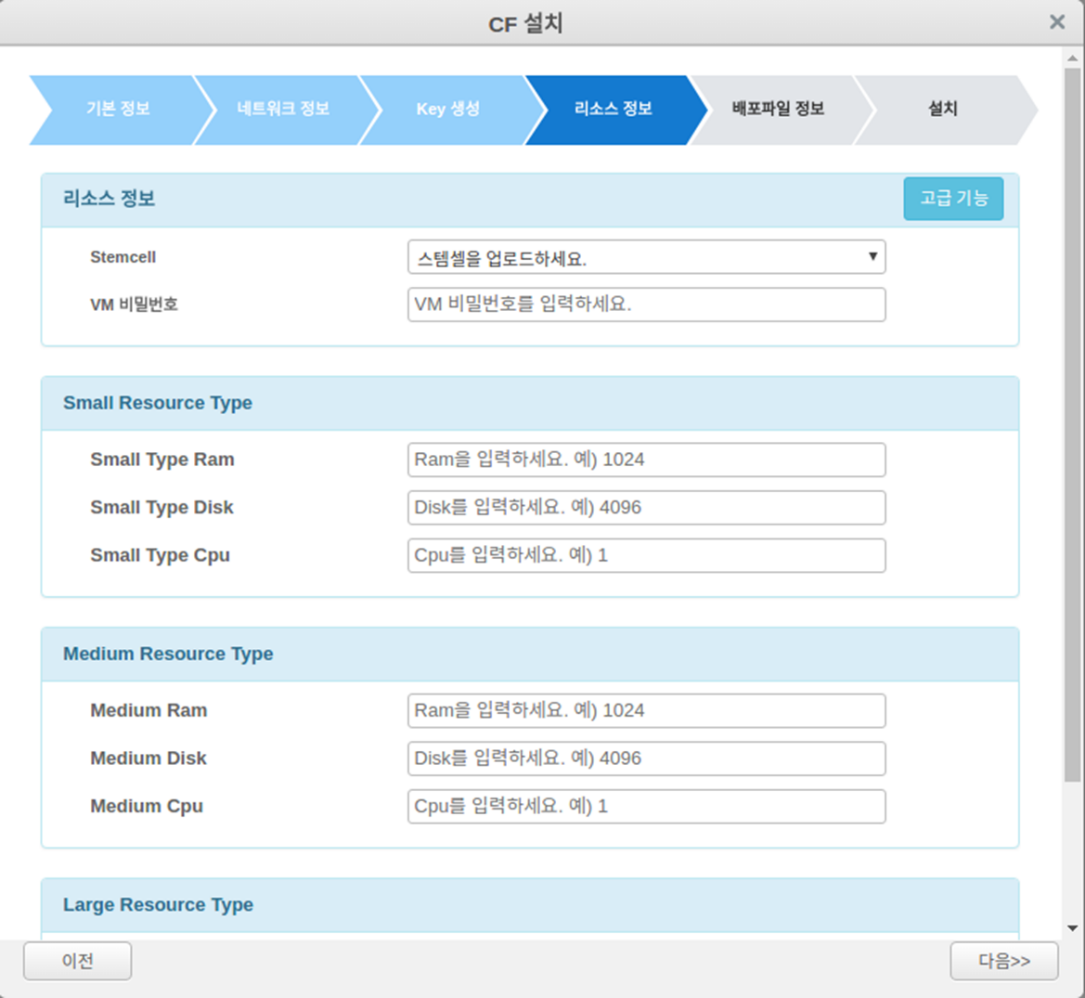 CF 설치
기본 정보 네트워크 정보 Key 생성 리소스 정보 배포파일 정보 설치
리소스 정보 고급 기능
Stemcell 스템셀을 업로드하세요.
VM 비밀번호 VM 비밀번호를 입력하세요.
Small Resource Type
Small Type Ram Ram을 입력하세요. 예) 1024
Small Type Disk Disk를 입력하세요. 예) 4096
Small Type Cpu Cpu를 입력하세요. 예) 1
Medium Resource Type
Medium Ram Ram을 입력하세요. 예) 1024
Medium Disk Disk를 입력하세요. 예) 4096
Medium Cpu Cpu를 입력하세요. 예) 1
Large Resource Type
이전 다음>>